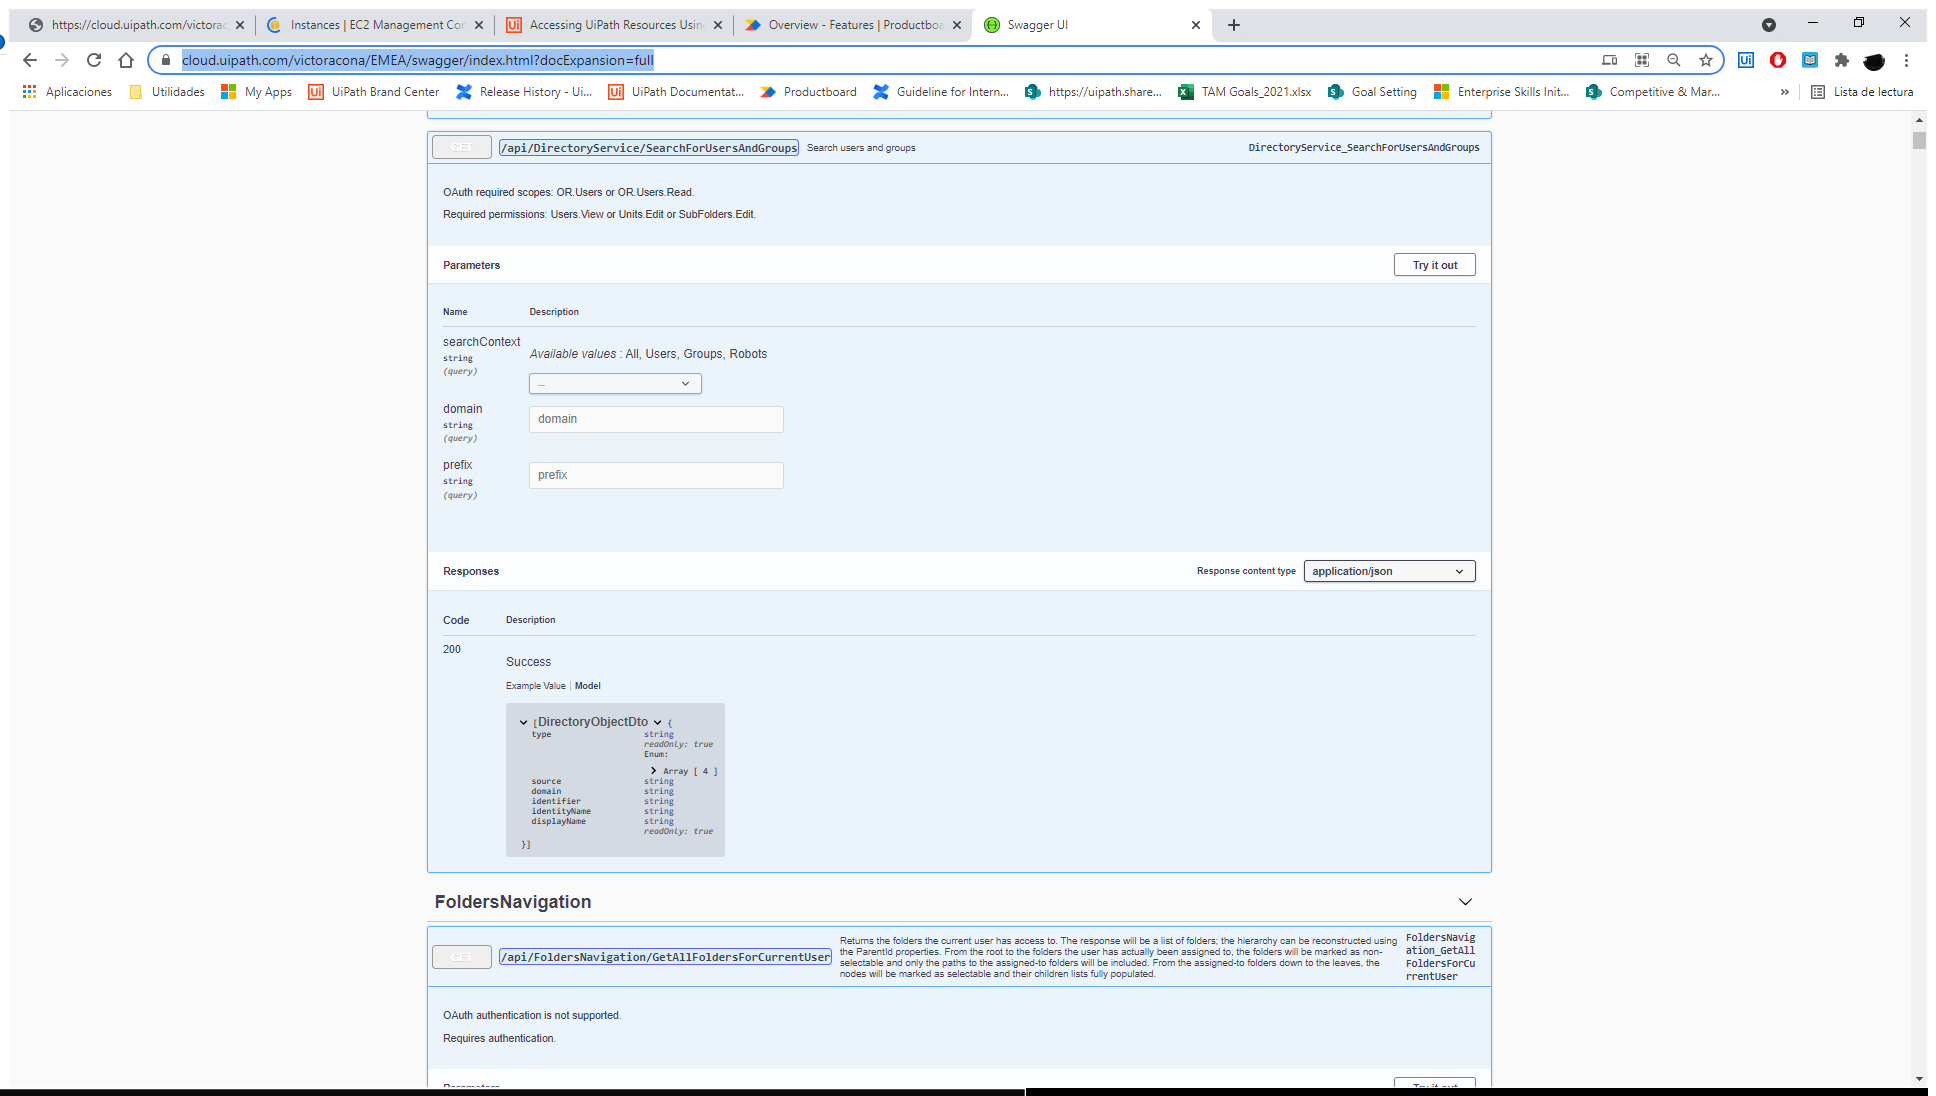 https://cloud.uipath.com/victorac
Instances | EC2 Management Co
Accessing UiPath Resources Usin
Overview - Features | Productboa
Swagger UI
cloud.uipath.com/victoracona/EMEA/swagger/index.html?docExpansion=full
Aplicaciones
Utilidades
My Apps
UiPath Brand Center
Release History - Ui...
UiPath Documentat...
Productboard
Guideline for Intern...
https://uipath.share...
TAM Goals_2021.xlsx
Goal Setting
Enterprise Skills Init...
Competitive & Mar...
»
Lista de lectura
GET /api/DirectoryService/SearchForUsersAndGroups Search users and groups DirectoryService_SearchForUsersAndGroups
OAuth required scopes: OR.Users or OR.Users.Read.
Required permissions: Users.View or Units.Edit or SubFolders.Edit.
Parameters Try it out
Name Description
searchContext
string
(query)
Available values : All, Users, Groups, Robots
--
domain
string
(query)
domain
prefix
string
(query)
prefix
Responses Response content type application/json
Code Description
200
Success
Example Value | Model
[DirectoryObjectDto {
type string
readOnly: true
Enum:
Array [ 4 ]
source string
domain string
identifier string
identityName string
displayName string
readOnly: true
}]
FoldersNavigation
GET /api/FoldersNavigation/GetAllFoldersForCurrentUser
Returns the folders the current user has access to. The response will be a list of folders; the hierarchy can be reconstructed using
the ParentId properties. From the root to the folders the user has actually been assigned to, the folders will be marked as non-
selectable and only the paths to the assigned-to folders will be included. From the assigned-to folders down to the leaves, the
nodes will be marked as selectable and their children lists fully populated.
FoldersNavig
ation_GetAll
FoldersForCu
rrentUser
OAuth authentication is not supported.
Requires authentication.
Parameters Try it out